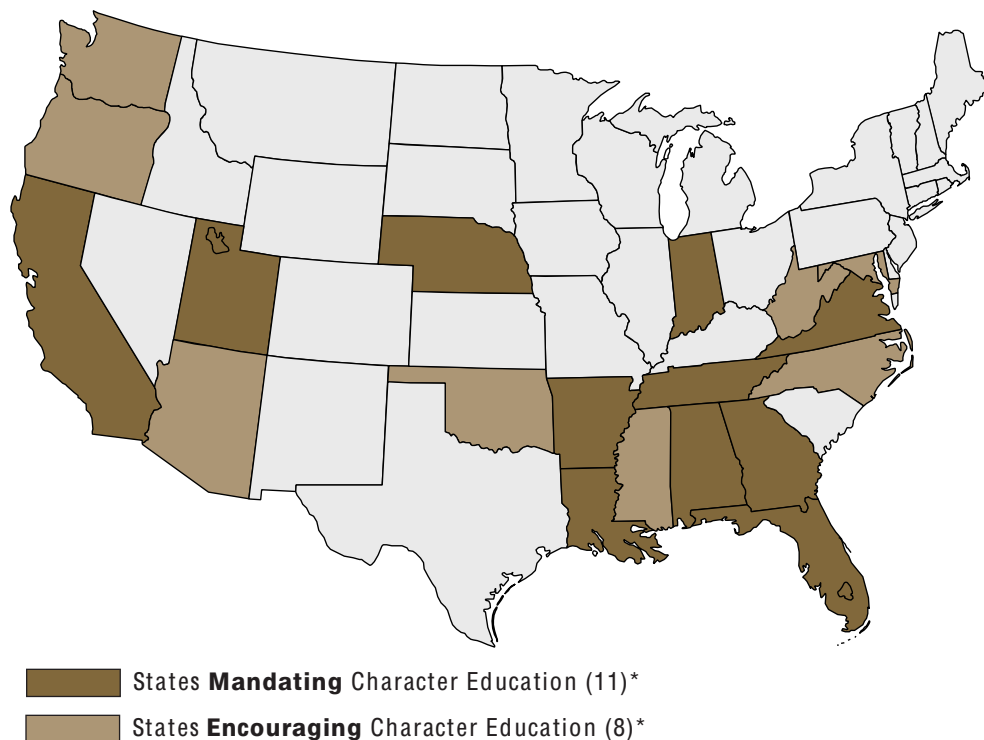 States Mandating Character Education (11)*
States Encouraging Character Education (8)*